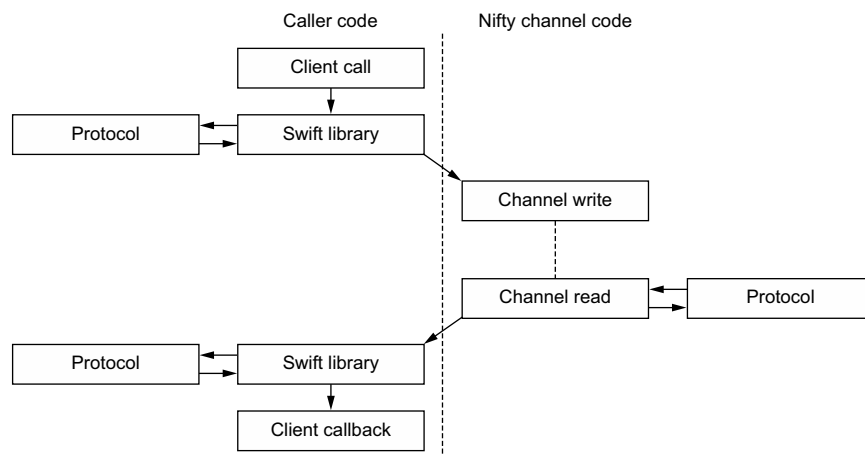 Caller code
Nifty channel code
Client call
Protocol
Swift library
Channel write
Channel read
Protocol
Protocol
Swift library
Client callback